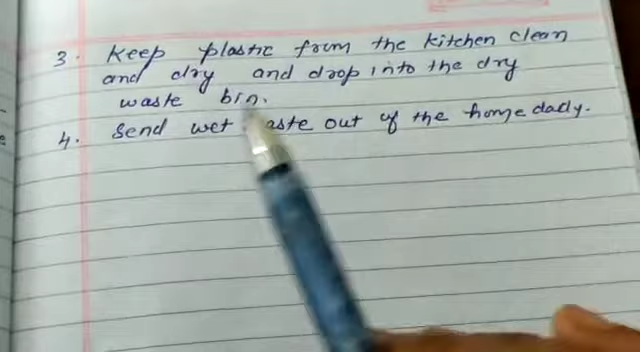 3. Keep plastic from the kitchen clean
and dry and drop into the dry
waste bin.
4. Send wet waste out of the home daily.